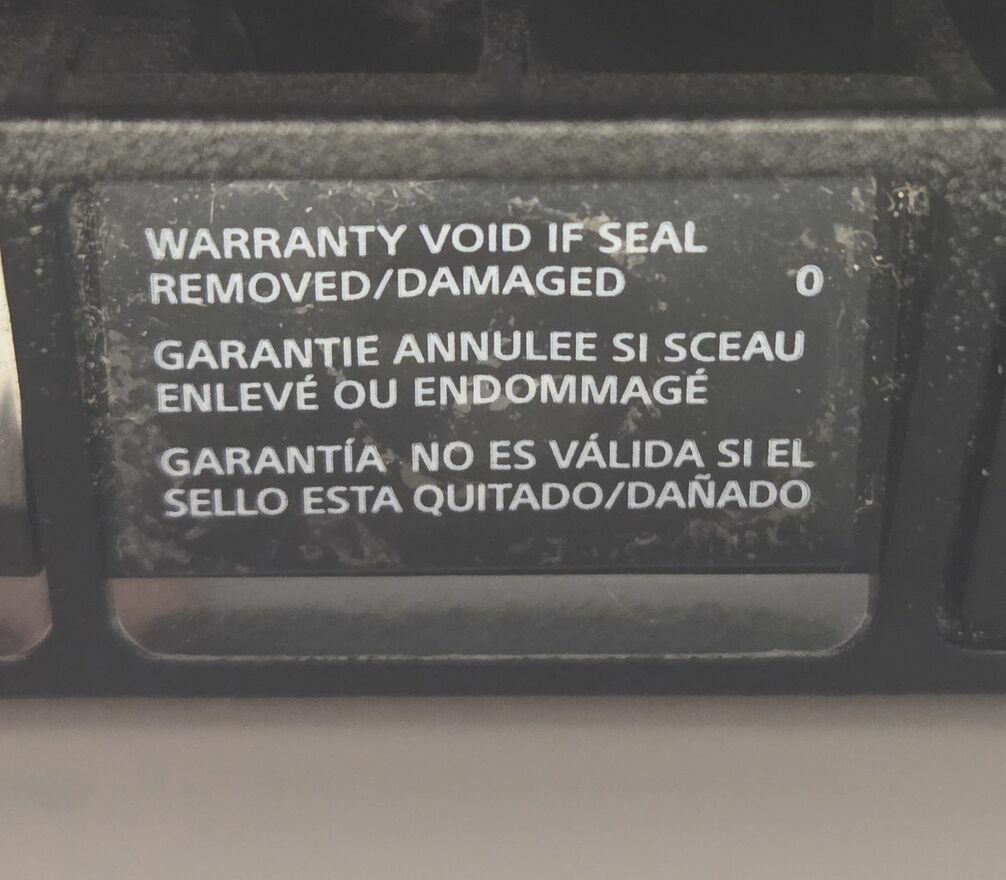 WARRANTY VOID IF SEAL
REMOVED/DAMAGED 0
GARANTIE ANNULEE SI SCEAU
ENLEVÉ OU ENDOMMAGÉ
GARANTÍA NO ES VÁLIDA SI EL
SELLO ESTA QUITADO/DAÑADO